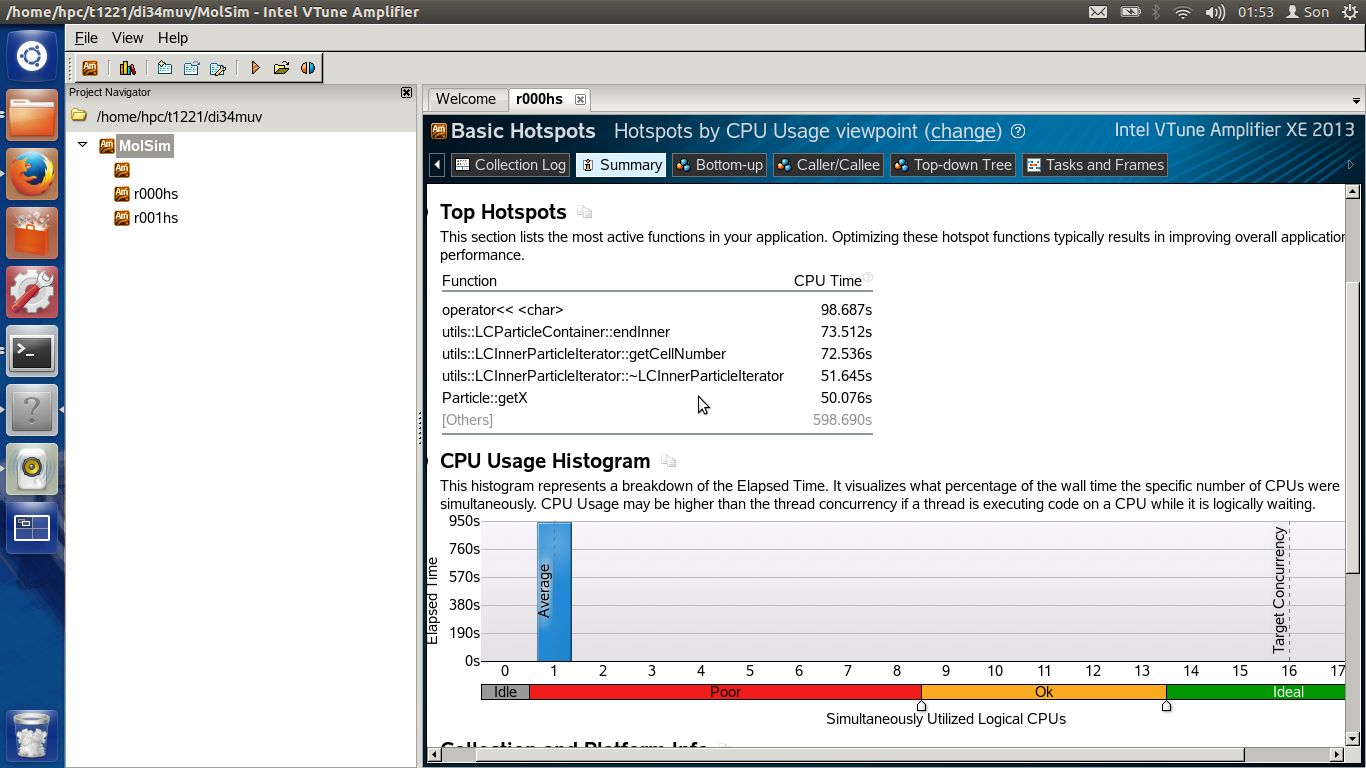 /home/hpc/t1221/di34muv/MolSim - Intel VTune Amplifier
01:53 Son
File View Help
Project Navigator
/home/hpc/t1221/di34muv
MolSim
r000hs
r001hs
Welcome r000hs
Basic Hotspots Hotspots by CPU Usage viewpoint (change) Intel VTune Amplifier XE 2013
Collection Log Summary Bottom-up Caller/Callee Top-down Tree Tasks and Frames
Top Hotspots
This section lists the most active functions in your application. Optimizing these hotspot functions typically results in improving overall application
performance.
Function CPU Time
operator<< <char> 98.687s
utils::LCParticleContainer::endInner 73.512s
utils::LCInnerParticleIterator::getCellNumber 72.536s
utils::LCInnerParticleIterator::~LCInnerParticleIterator 51.645s
Particle::getX 50.076s
[Others] 598.690s
CPU Usage Histogram
This histogram represents a breakdown of the Elapsed Time. It visualizes what percentage of the wall time the specific number of CPUs were
simultaneously. CPU Usage may be higher than the thread concurrency if a thread is executing code on a CPU while it is logically waiting.
Elapsed Time
950s
760s
570s
380s
190s
0s
Average
Target Concurrency
0 1 2 3 4 5 6 7 8 9 10 11 12 13 14 15 16 17
Idle Poor Ok Ideal
Simultaneously Utilized Logical CPUs
Collection and Platform Info